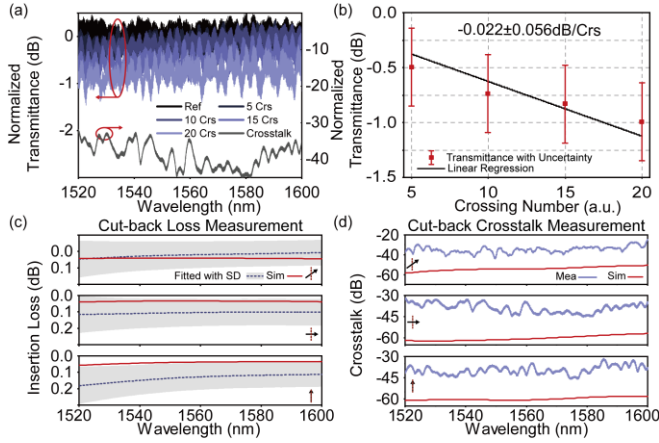 (a)
0
-1
-2
-10
-20
-30
-40
Normalized
Transmittance (dB)
Normalized
Transmittance (dB)
Ref
5 Crs
10 Crs
15 Crs
20 Crs
Crosstalk
1520
1540
1560
1580
1600
Wavelength (nm)
(b)
-0.022±0.056dB/Crs
0.0
-0.5
-1.0
-1.5
Transmittance (dB)
Transmittance with Uncertainty
Linear Regression
5
10
15
20
Crossing Number (a.u.)
(c)
Cut-back Loss Measurement
0.0
0.1
Fitted with SD
Sim
0.0
0.1
0.2
0.0
0.1
0.2
Insertion Loss (dB)
1520
1540
1560
1580
1600
Wavelength (nm)
(d)
Cut-back Crosstalk Measurement
-20
-40
-60
Mea
Sim
-30
-45
-60
-30
-45
-60
Crosstalk (dB)
1520
1540
1560
1580
1600
Wavelength (nm)